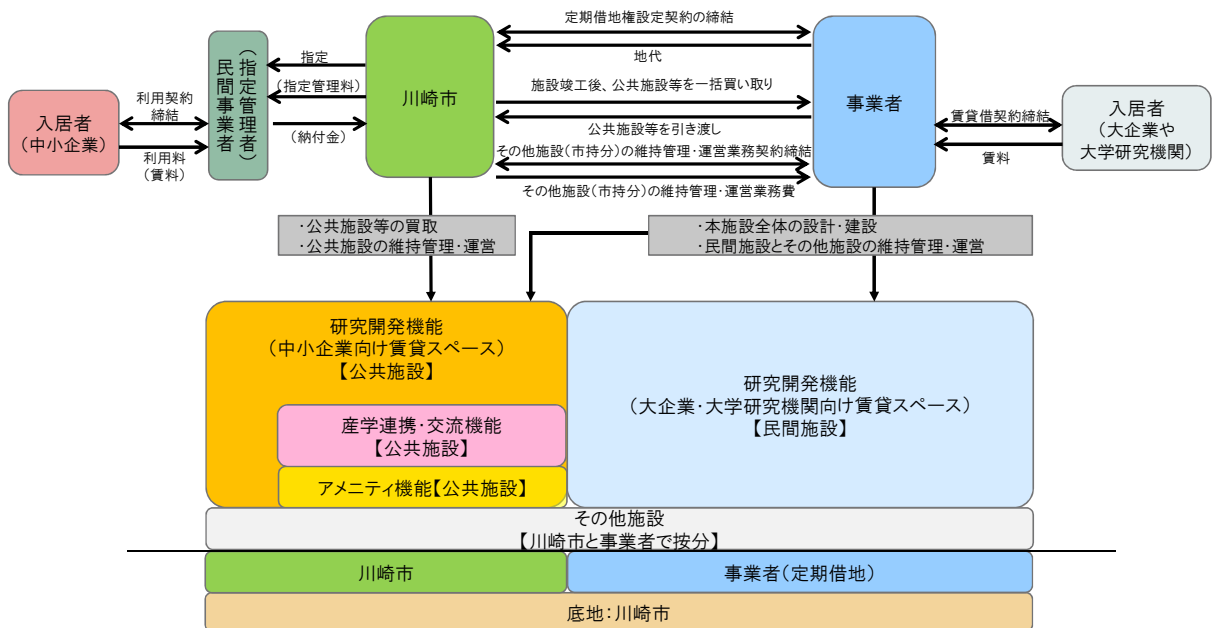 定期借地権設定契約の締結
地代
指定
(指定管理料)
(納付金)
施設竣工後、公共施設等を一括買い取り
公共施設等を引き渡し
その他施設(市持分)の維持管理・運営業務契約締結
その他施設(市持分)の維持管理・運営業務費
入居者
(中小企業)
利用契約
締結
利用料
(賃料)
民間事業者
(指定管理者)
川崎市
事業者
賃貸借契約締結
賃料
入居者
(大企業や
大学研究機関)
・公共施設等の買取
・公共施設の維持管理・運営
・本施設全体の設計・建設
・民間施設とその他施設の維持管理・運営
研究開発機能
(中小企業向け賃貸スペース)
【公共施設】
産学連携・交流機能
【公共施設】
アメニティ機能【公共施設】
研究開発機能
(大企業・大学研究機関向け賃貸スペース)
【民間施設】
その他施設
【川崎市と事業者で按分】
川崎市
事業者(定期借地)
底地:川崎市